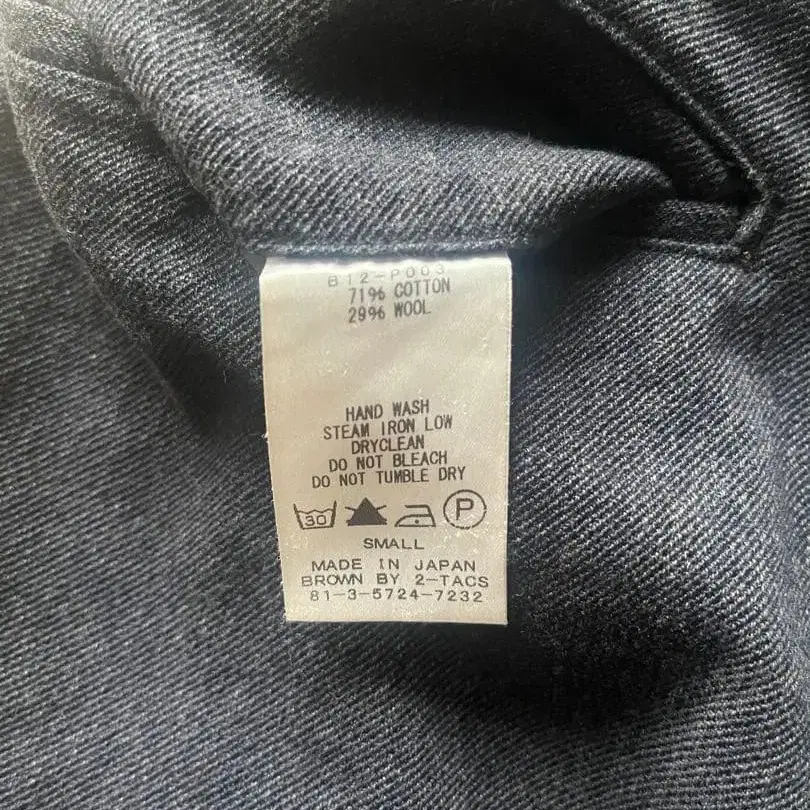 B12-P003
71% COTTON
29% WOOL
HAND WASH
STEAM IRON LOW
DRYCLEAN
DO NOT BLEACH
DO NOT TUMBLE DRY
30 P
SMALL
MADE IN JAPAN
BROWN BY 2-TACS
81-3-5724-7232